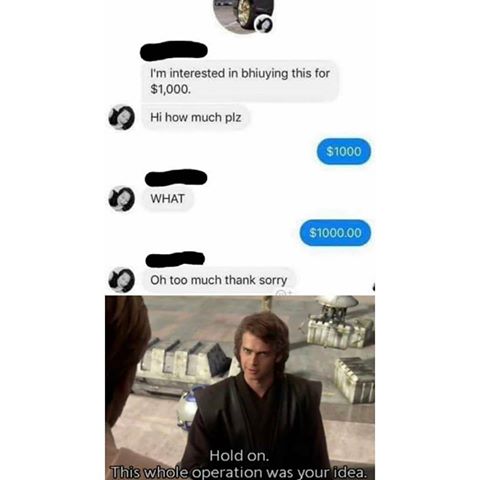 I'm interested in bhiuying this for
$1,000.
Hi how much plz
$1000
WHAT
$1000.00
Oh too much thank sorry
Hold on.
This whole operation was your idea.